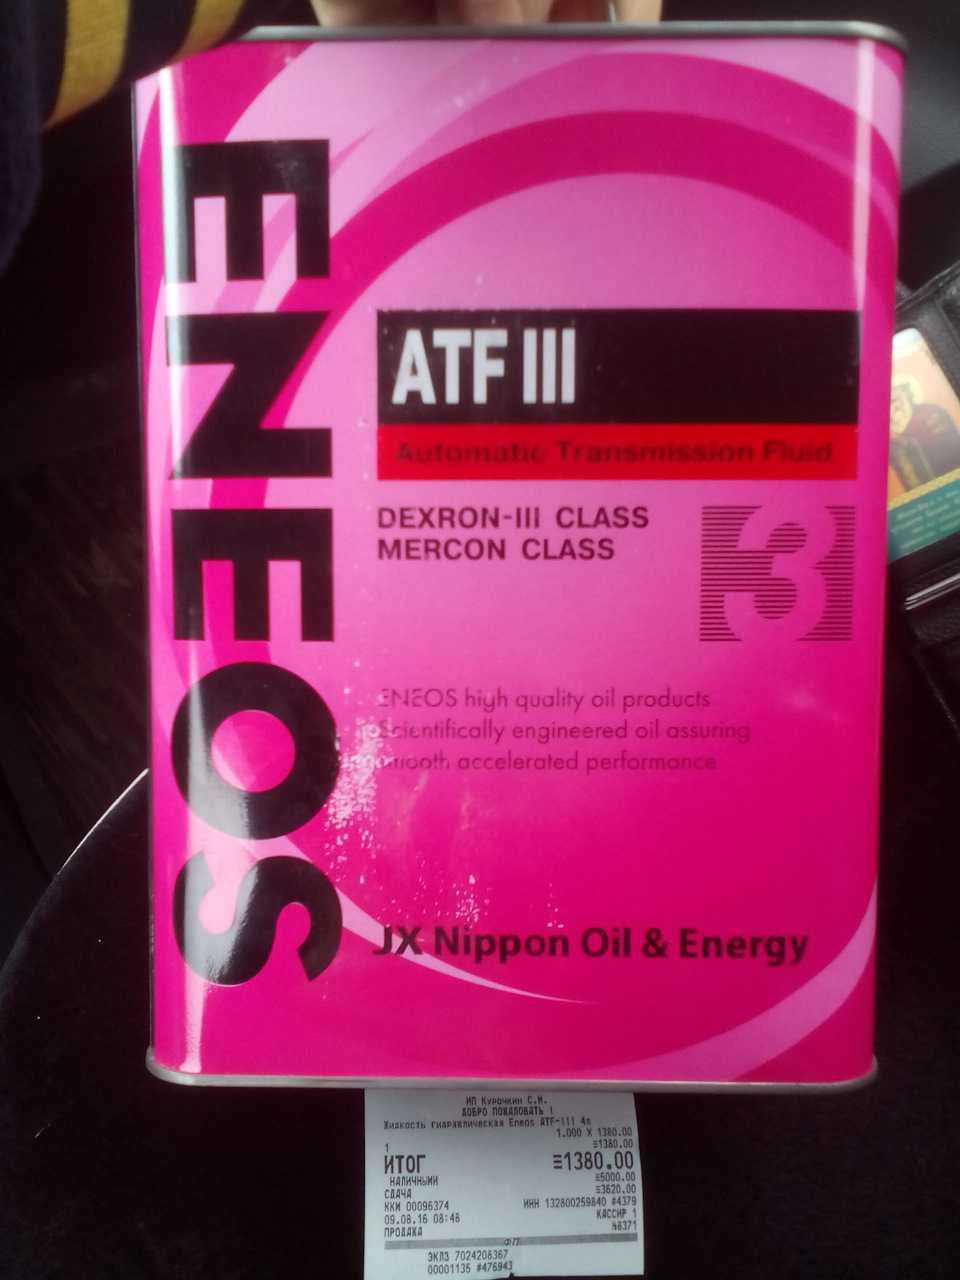 ENEOS
ATF III
Automatic Transmission Fluid
DEXRON-III CLASS
MERCON CLASS
3
ENEOS high quality oil products
Scientifically engineered oil assuring
smooth accelerated performance
JX Nippon Oil & Energy
ИП Курочкин С.И.
ДОБРО ПОЖАЛОВАТЬ !
Жидкость гидравлическая Eneos ATF-III 4л
1.000 X 1380.00
1 ≡1380.00
ИТОГ ≡1380.00
НАЛИЧНЫМИ ≡5000.00
СДАЧА ≡3620.00
ККМ 00096374 ИНН 132800259840 #4379
09.08.16 08:48 КАССИР 1
ПРОДАЖА №8371
ФП
ЭКЛЗ 7024208367
00001135 #476943